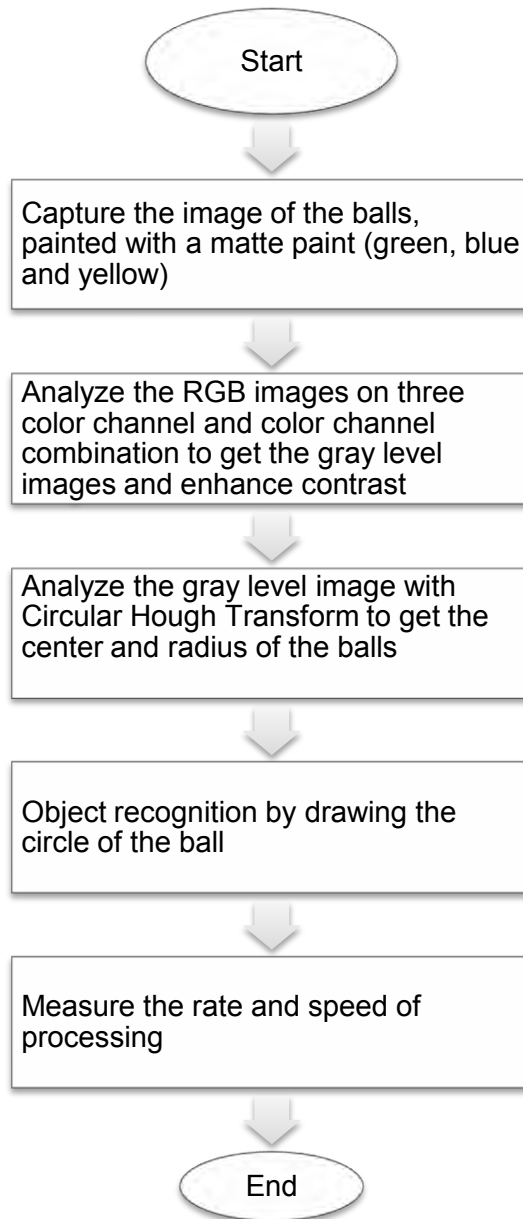 Start
Capture the image of the balls,
painted with a matte paint (green, blue
and yellow)
Analyze the RGB images on three
color channel and color channel
combination to get the gray level
images and enhance contrast
Analyze the gray level image with
Circular Hough Transform to get the
center and radius of the balls
Object recognition by drawing the
circle of the ball
Measure the rate and speed of
processing
End